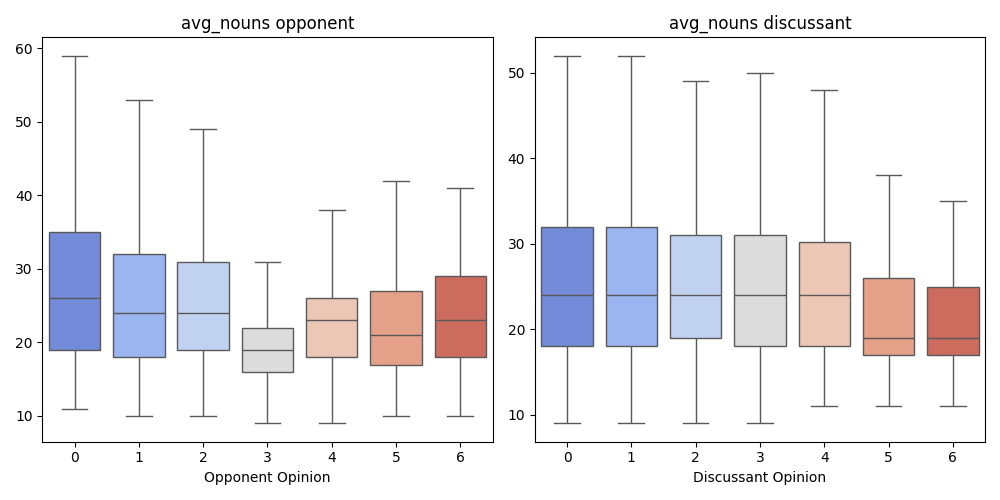 avg_nouns opponent
60
50
40
30
20
10
0 1 2 3 4 5 6
Opponent Opinion
avg_nouns discussant
50
40
30
20
10
0 1 2 3 4 5 6
Discussant Opinion